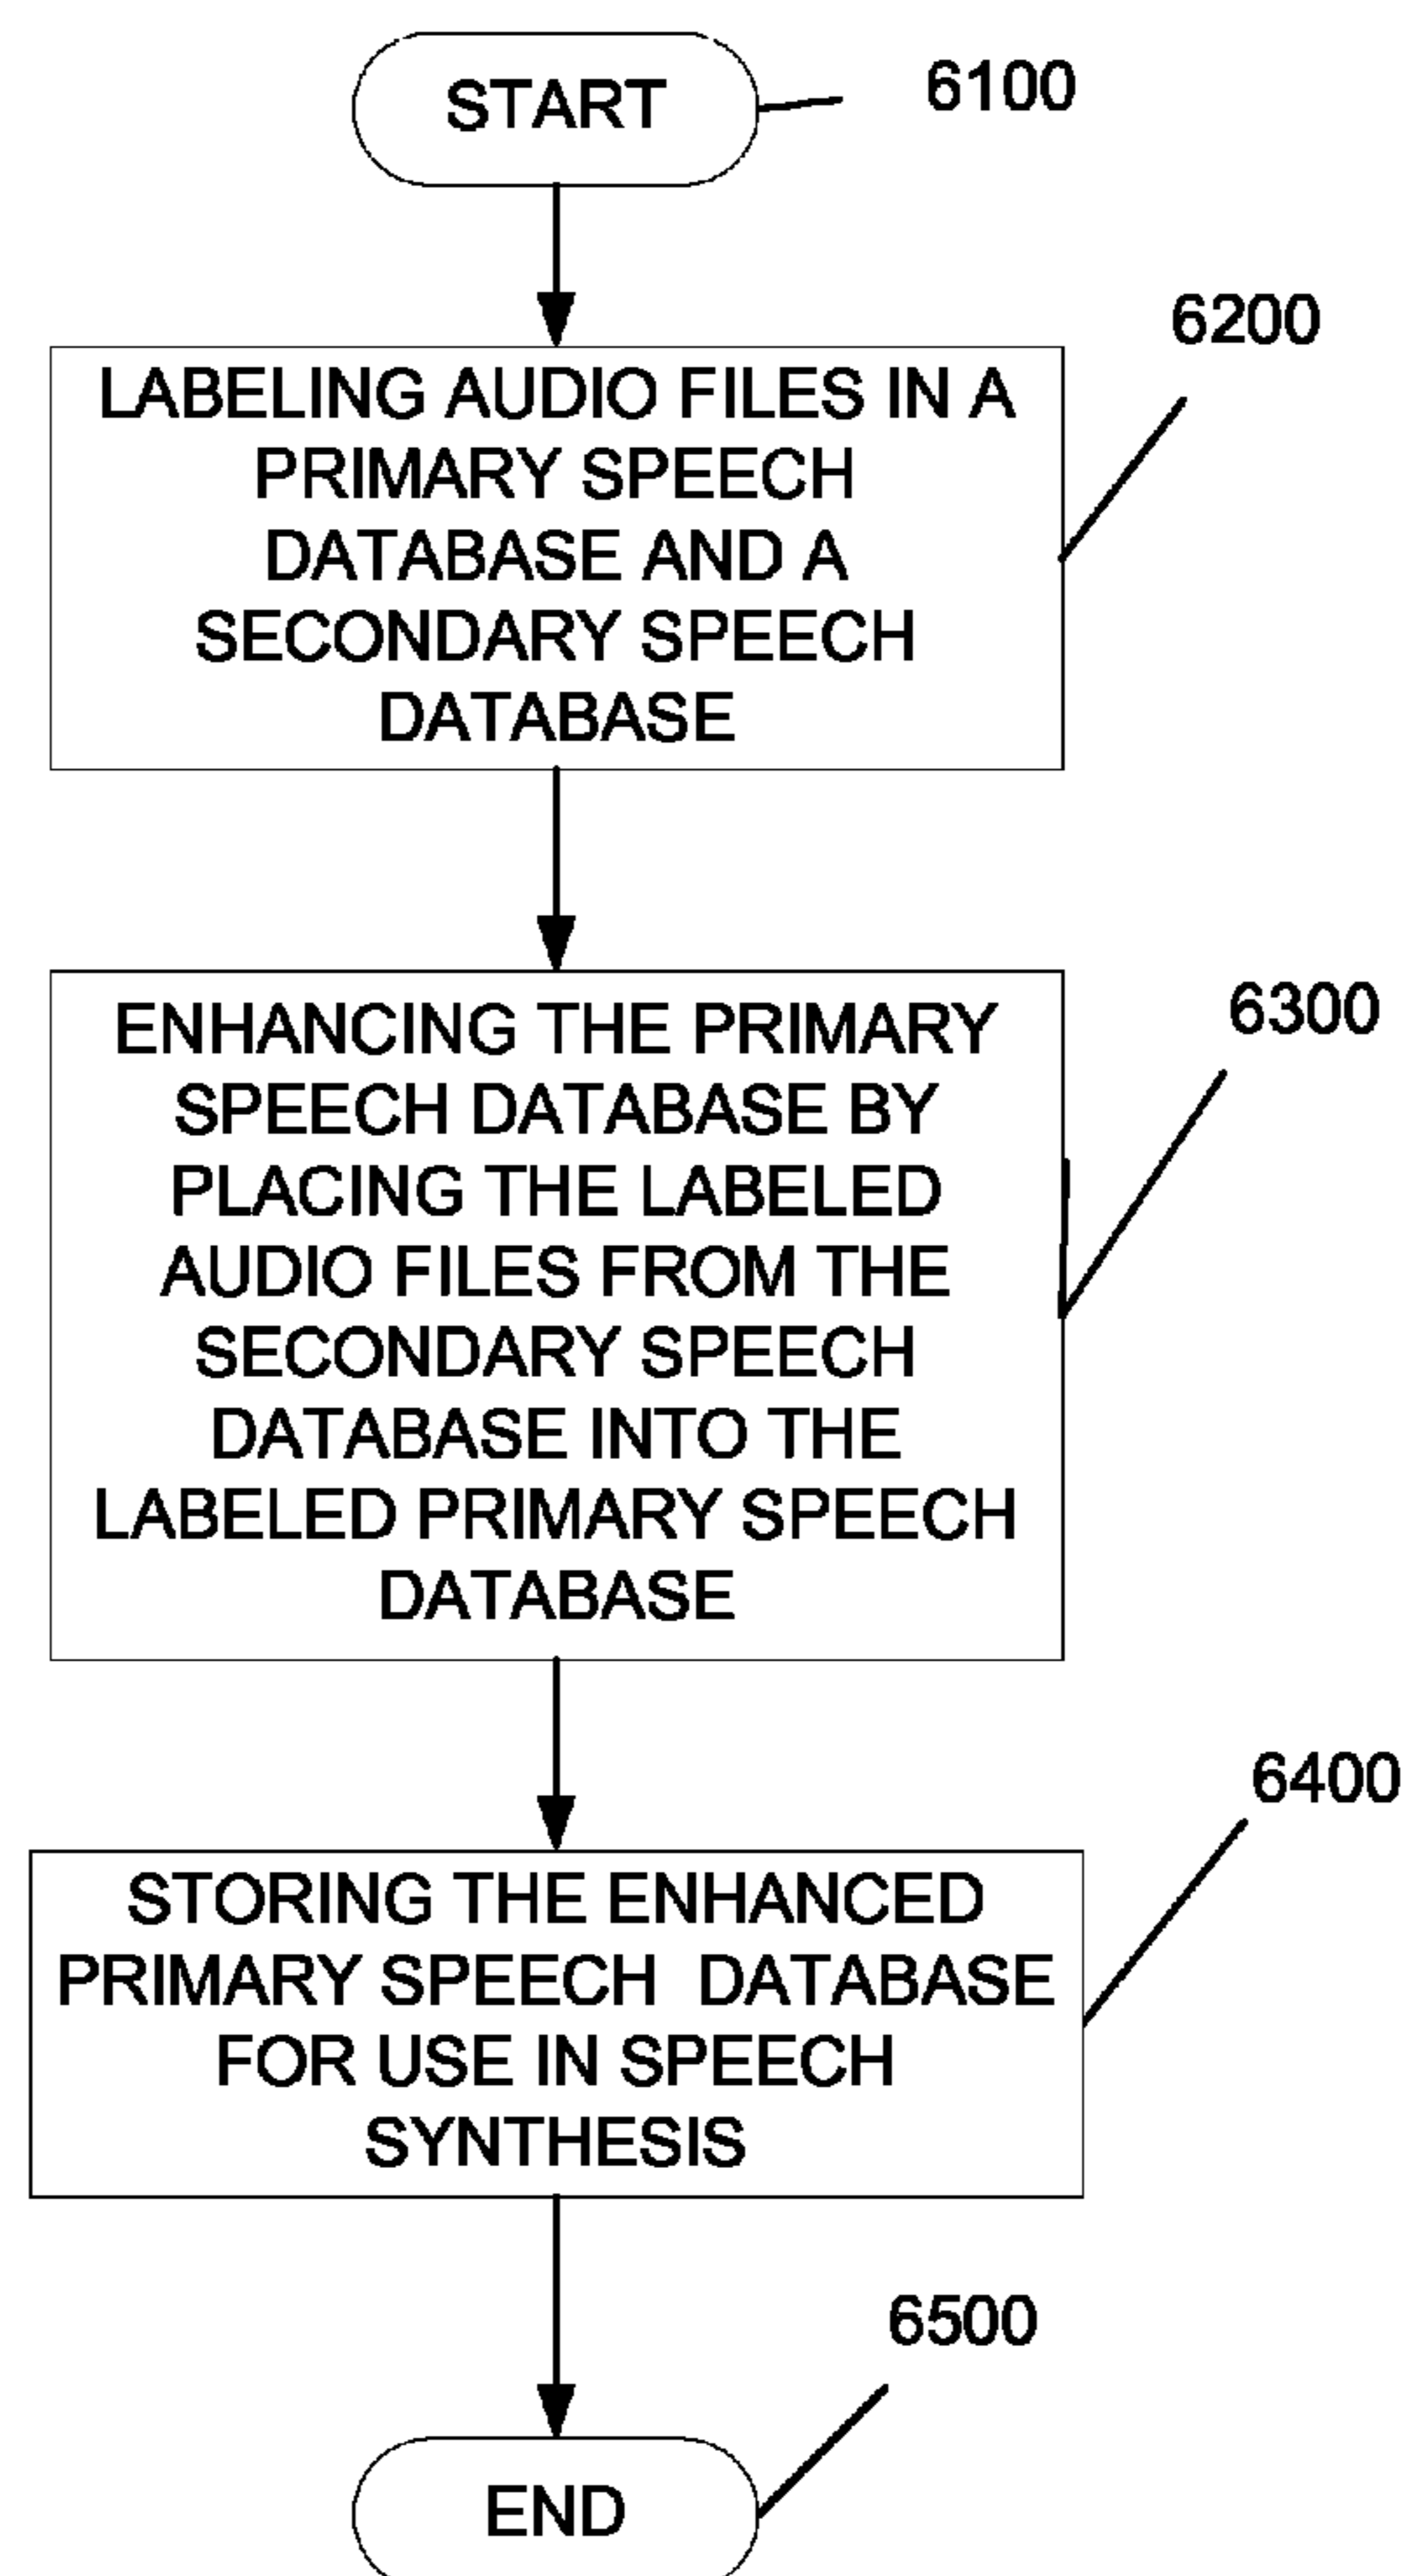 START
6100
6200
LABELING AUDIO FILES IN A
PRIMARY SPEECH
DATABASE AND A
SECONDARY SPEECH
DATABASE
6300
ENHANCING THE PRIMARY
SPEECH DATABASE BY
PLACING THE LABELED
AUDIO FILES FROM THE
SECONDARY SPEECH
DATABASE INTO THE
LABELED PRIMARY SPEECH
DATABASE
6400
STORING THE ENHANCED
PRIMARY SPEECH DATABASE
FOR USE IN SPEECH
SYNTHESIS
6500
END